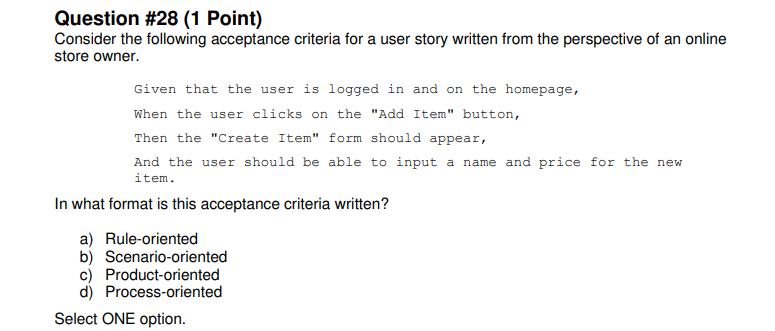 Question #28 (1 Point)
Consider the following acceptance criteria for a user story written from the perspective of an online
store owner.
Given that the user is logged in and on the homepage,
When the user clicks on the "Add Item" button,
Then the "Create Item" form should appear,
And the user should be able to input a name and price for the new
item.
In what format is this acceptance criteria written?
a) Rule-oriented
b) Scenario-oriented
c) Product-oriented
d) Process-oriented
Select ONE option.